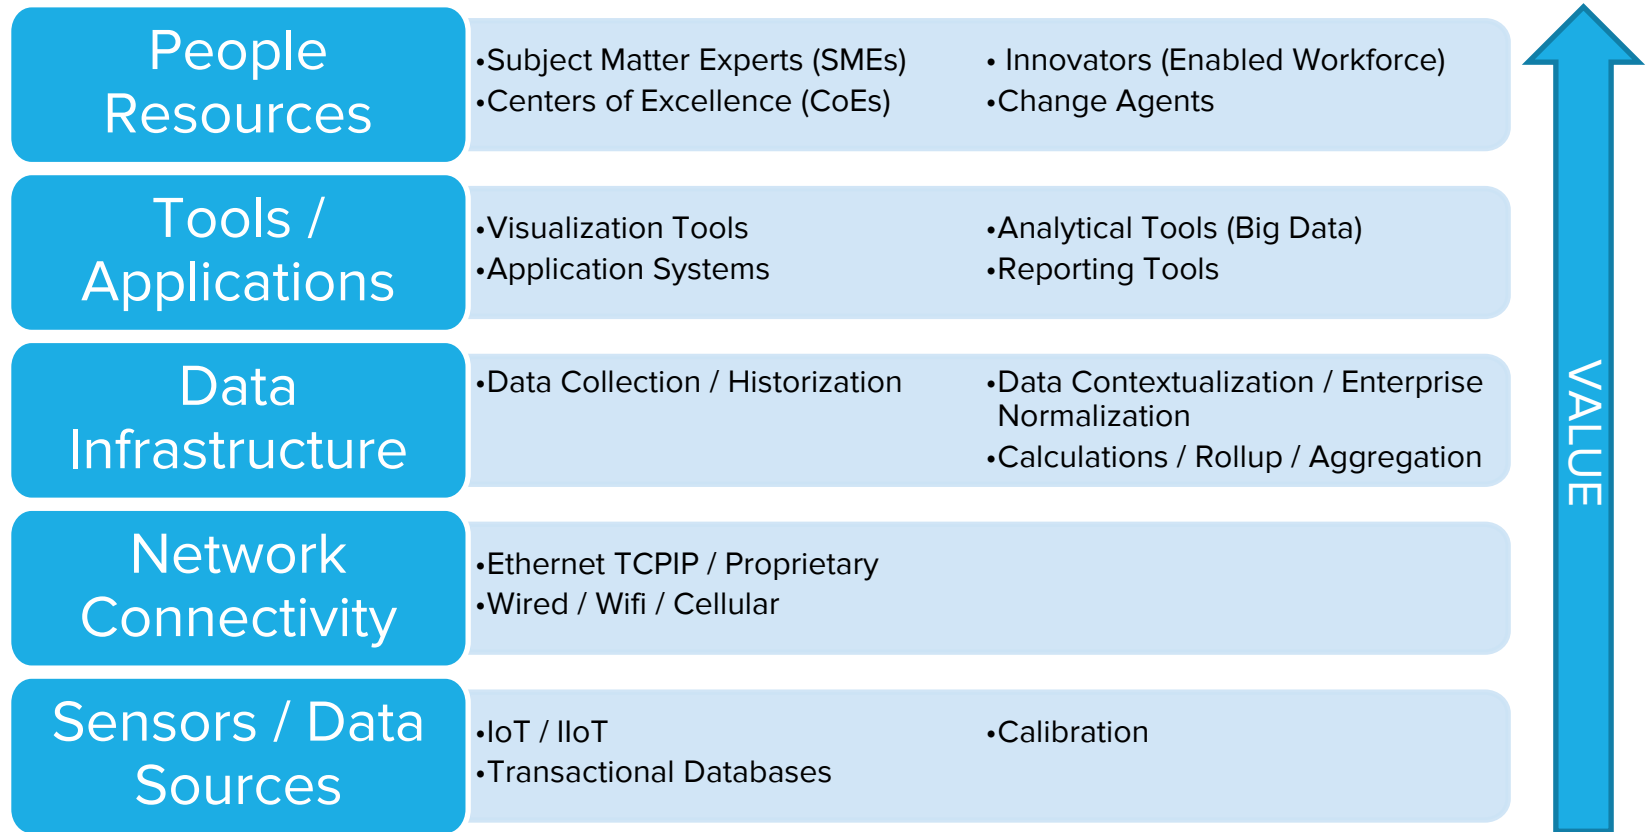 People
Resources
•Subject Matter Experts (SMEs)
•Centers of Excellence (CoEs)
• Innovators (Enabled Workforce)
•Change Agents
Tools /
Applications
•Visualization Tools
•Application Systems
•Analytical Tools (Big Data)
•Reporting Tools
Data
Infrastructure
•Data Collection / Historization
•Data Contextualization / Enterprise
Normalization
•Calculations / Rollup / Aggregation
Network
Connectivity
•Ethernet TCPIP / Proprietary
•Wired / Wifi / Cellular
Sensors / Data
Sources
•IoT / IIoT
•Transactional Databases
•Calibration
VALUE